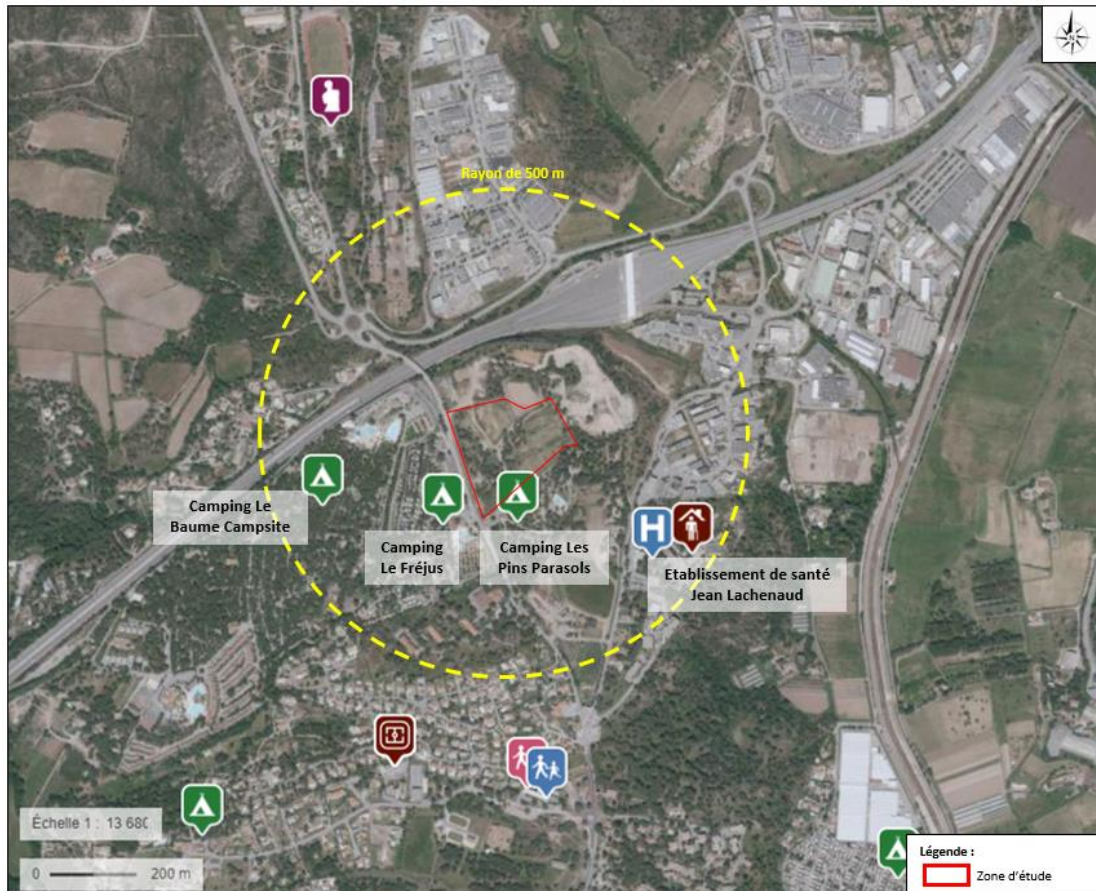 N
Rayon de 500 m
Camping Le
Baume Campsite
Camping
Le Fréjus
Camping Les
Pins Parasols
H
Etablissement de santé
Jean Lachenaud
Échelle 1 : 13 680
0 200 m
Légende :
Zone d'étude